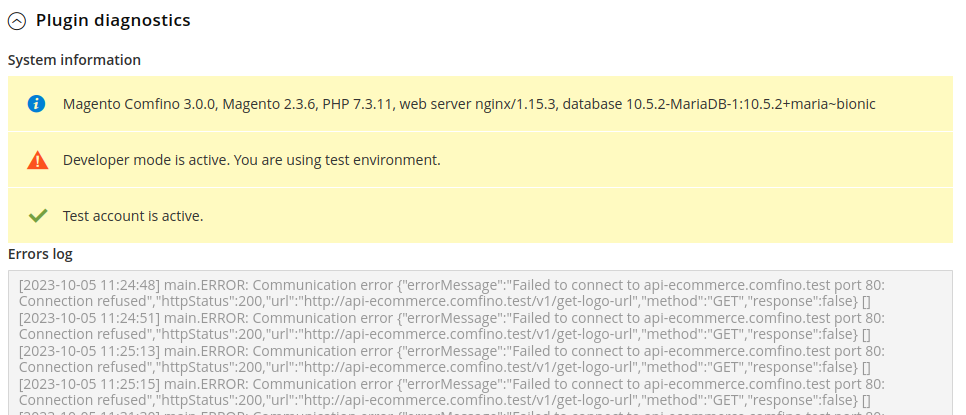 Plugin diagnostics
System information
Magento Comfino 3.0.0, Magento 2.3.6, PHP 7.3.11, web server nginx/1.15.3, database 10.5.2-MariaDB-1:10.5.2+maria~bionic
Developer mode is active. You are using test environment.
Test account is active.
Errors log
[2023-10-05 11:24:48] main.ERROR: Communication error {"errorMessage":"Failed to connect to api-ecommerce.comfino.test port 80:
Connection refused","httpStatus":200,"url":"http://api-ecommerce.comfino.test/v1/get-logo-url","method":"GET","response":false} []
[2023-10-05 11:24:51] main.ERROR: Communication error {"errorMessage":"Failed to connect to api-ecommerce.comfino.test port 80:
Connection refused","httpStatus":200,"url":"http://api-ecommerce.comfino.test/v1/get-logo-url","method":"GET","response":false} []
[2023-10-05 11:25:13] main.ERROR: Communication error {"errorMessage":"Failed to connect to api-ecommerce.comfino.test port 80:
Connection refused","httpStatus":200,"url":"http://api-ecommerce.comfino.test/v1/get-logo-url","method":"GET","response":false} []
[2023-10-05 11:25:15] main.ERROR: Communication error {"errorMessage":"Failed to connect to api-ecommerce.comfino.test port 80:
Connection refused","httpStatus":200,"url":"http://api-ecommerce.comfino.test/v1/get-logo-url","method":"GET","response":false} []